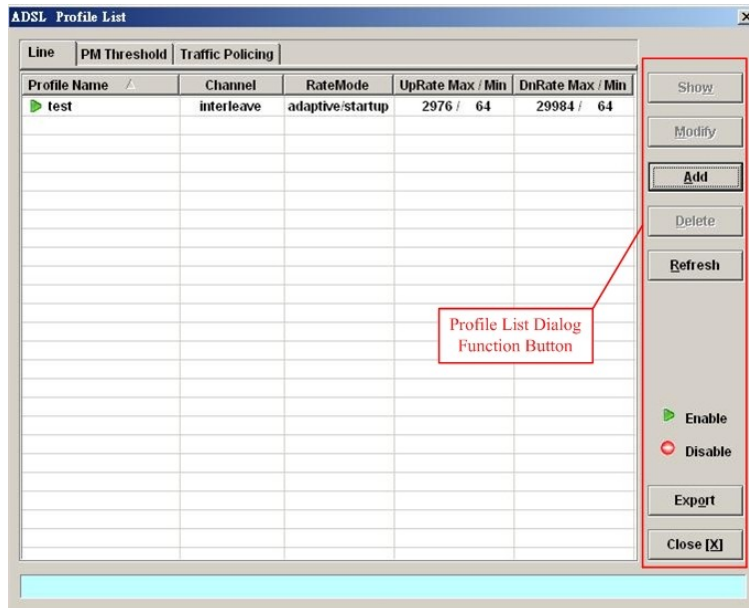 ADSL Profile List
Line PM Threshold Traffic Policing
Profile Name Channel RateMode UpRate Max / Min DnRate Max / Min
test interleave adaptive/startup 2976 / 64 29984 / 64
Show
Modify
Add
Delete
Refresh
Profile List Dialog
Function Button
Enable
Disable
Export
Close [X]